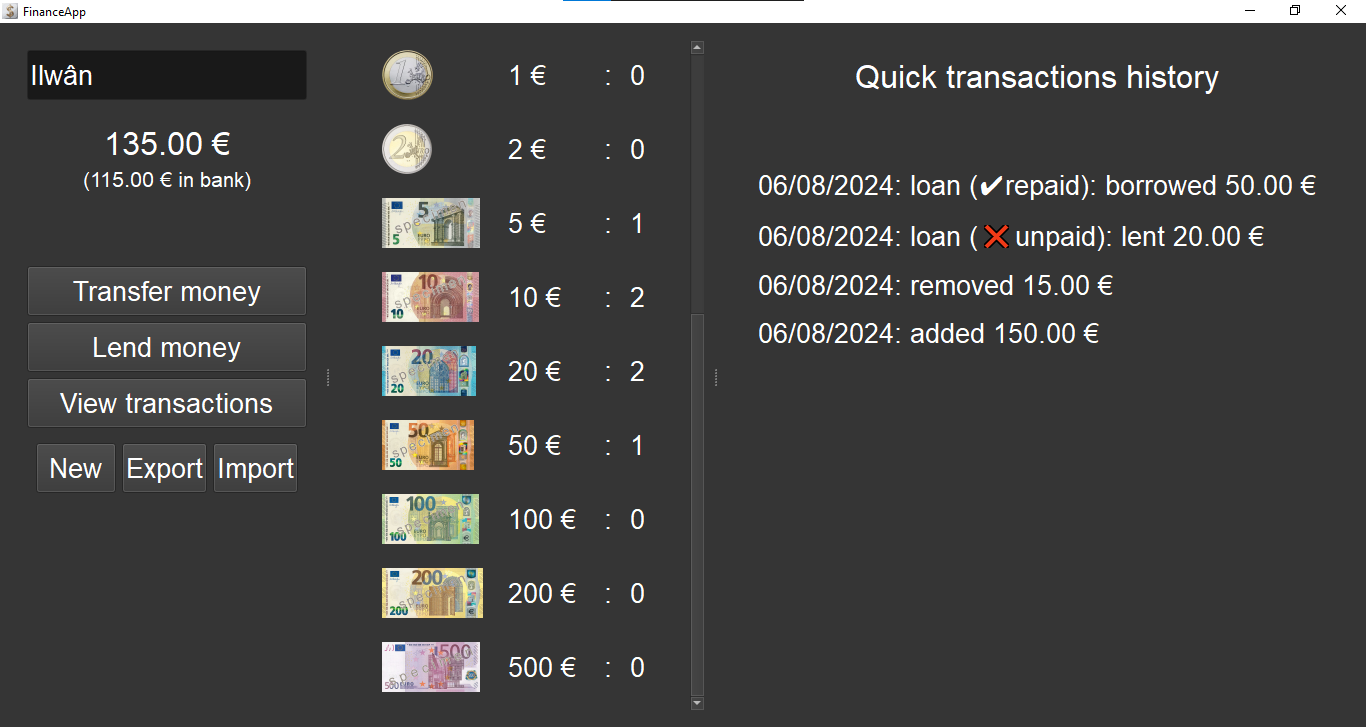 FinanceApp
Ilwân
135.00 €
(115.00 € in bank)
Transfer money
Lend money
View transactions
New Export Import
1 € : 0
2 € : 0
5 € : 1
10 € : 2
20 € : 2
50 € : 1
100 € : 0
200 € : 0
500 € : 0
Quick transactions history
06/08/2024: loan (✔repaid): borrowed 50.00 €
06/08/2024: loan (❌unpaid): lent 20.00 €
06/08/2024: removed 15.00 €
06/08/2024: added 150.00 €